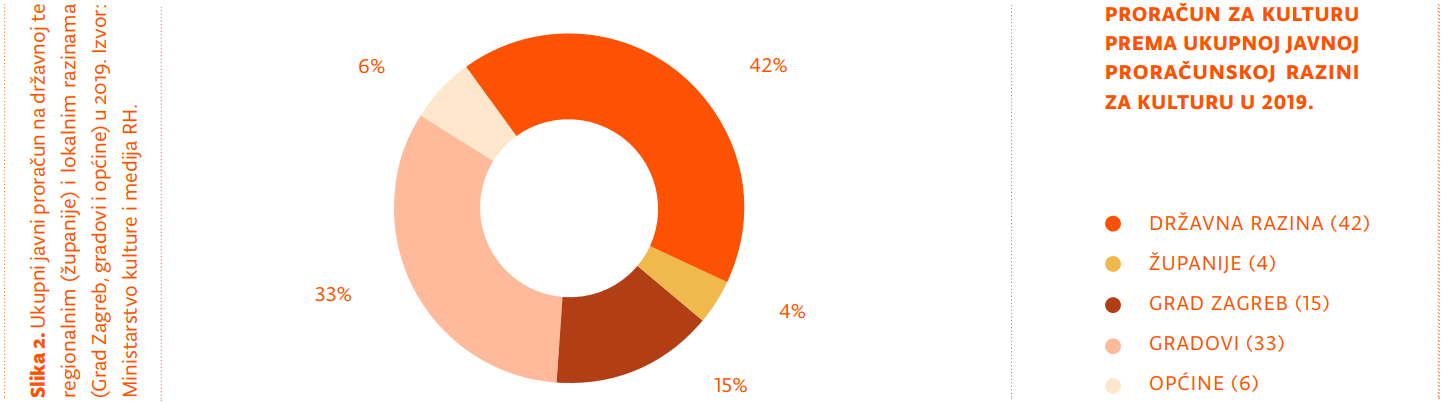 Slika 2. Ukupni javni proračun na državnoj te
regionalnim (županije) i lokalnim razinama
(Grad Zagreb, gradovi i općine) u 2019. Izvor:
Ministarstvo kulture i medija RH.
6%
42%
33%
4%
15%
PRORAČUN ZA KULTURU
PREMA UKUPNOJ JAVNOJ
PRORAČUNSKOJ RAZINI
ZA KULTURU U 2019.
DRŽAVNA RAZINA (42)
ŽUPANIJE (4)
GRAD ZAGREB (15)
GRADOVI (33)
OPĆINE (6)